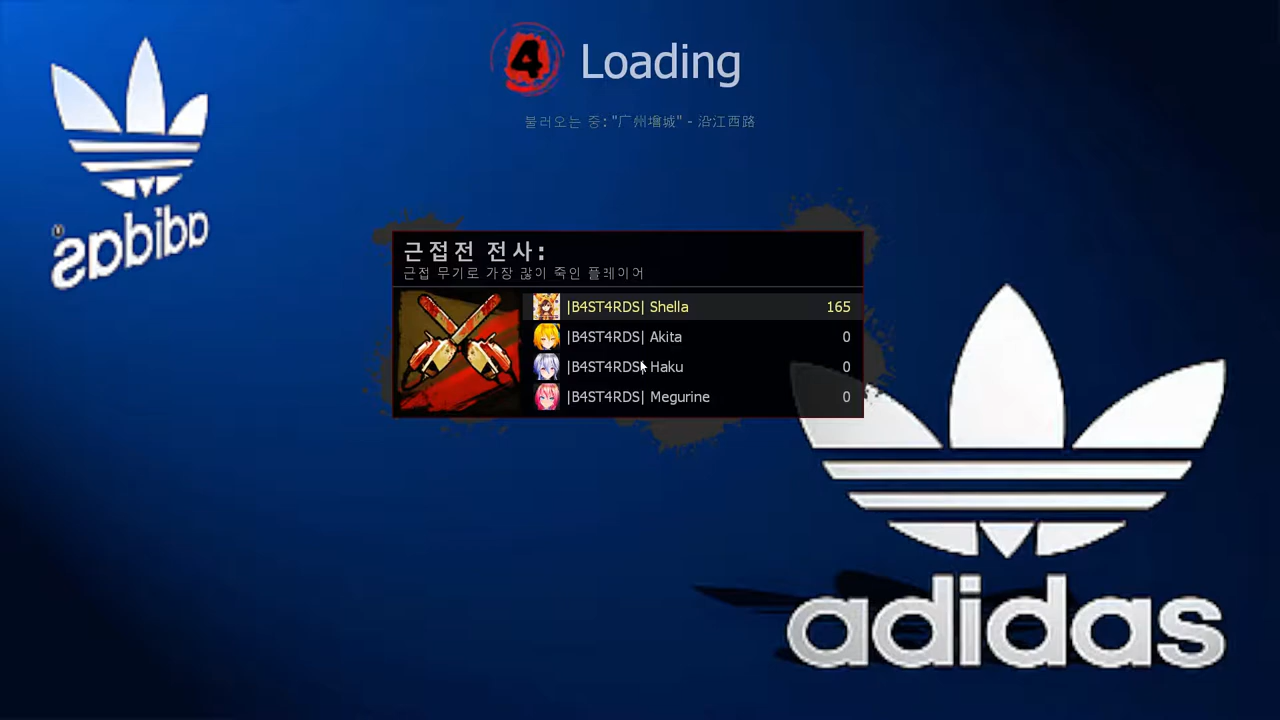 4 Loading
불러오는 중: "广州增城" - 沿江西路
adidas
근접전 전사:
근접 무기로 가장 많이 죽인 플레이어
|B4ST4RDS| Shella 165
|B4ST4RDS| Akita 0
|B4ST4RDS| Haku 0
|B4ST4RDS| Megurine 0
adidas